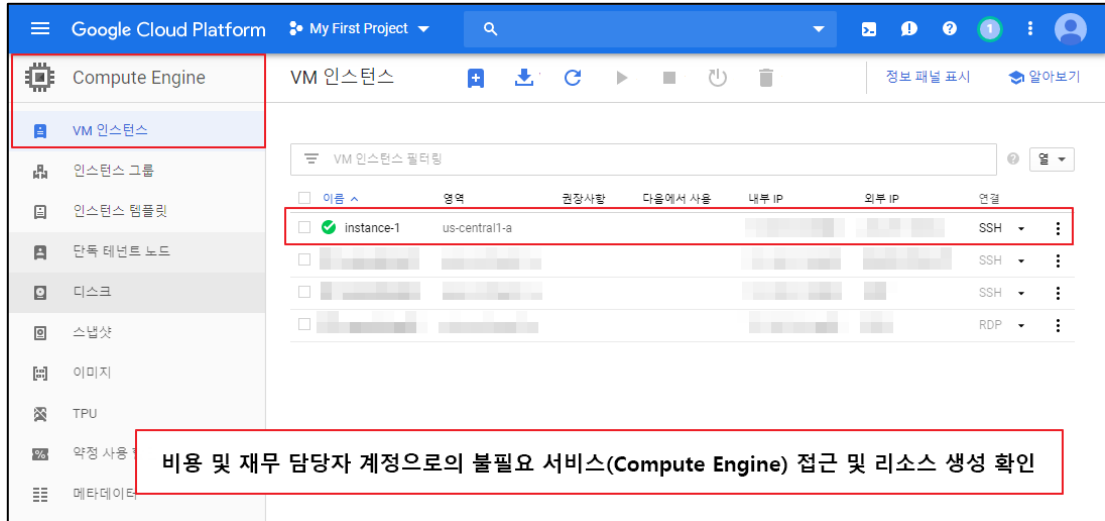 Google Cloud Platform My First Project 1
Compute Engine VM 인스턴스 정보 패널 표시 알아보기
VM 인스턴스
VM 인스턴스 필터링 열
인스턴스 그룹
이름 영역 권장사항 다음에서 사용 내부 IP 외부 IP 연결
인스턴스 템플릿
instance-1 us-central1-a SSH
단독 테넌트 노드
SSH
디스크
SSH
스냅샷
RDP
이미지
TPU
약정 사용
비용 및 재무 담당자 계정으로의 불필요 서비스(Compute Engine) 접근 및 리소스 생성 확인
메타데이터